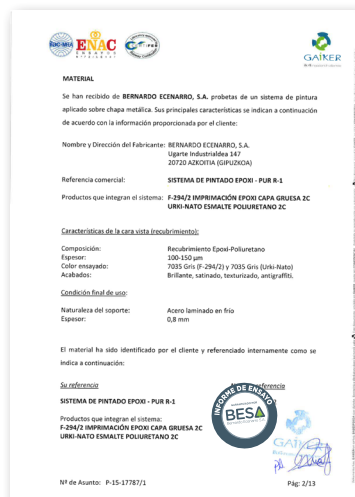 ENAC
GAIKER
MATERIAL
Se han recibido de BERNARDO ECENARRO, S.A. probetas de un sistema de pintura
aplicado sobre chapa metálica. Sus principales características se indican a continuación
de acuerdo con la información proporcionada por el cliente:
Nombre y Dirección del Fabricante: BERNARDO ECENARRO, S.A.
Ugarte Industrialdea 147
20720 AZKOITIA (GIPUZKOA)
Referencia comercial: SISTEMA DE PINTADO EPOXI - PUR R-1
Productos que integran el sistema: F-294/2 IMPRIMACIÓN EPOXI CAPA GRUESA 2C
URKI-NATO ESMALTE POLIURETANO 2C
Características de la cara vista (recubrimiento):
Composición: Recubrimiento Epoxi-Poliuretano
Espesor: 100-150 µm
Color ensayado: 7035 Gris (F-294/2) y 7035 Gris (Urki-Nato)
Acabados: Brillante, satinado, texturizado, antigraffiti.
Condición final de uso:
Naturaleza del soporte: Acero laminado en frío
Espesor: 0,8 mm
El material ha sido identificado por el cliente y referenciado internamente como se
indica a continuación:
Su referencia
referencia
SISTEMA DE PINTADO EPOXI - PUR R-1
Productos que integran el sistema:
F-294/2 IMPRIMACIÓN EPOXI CAPA GRUESA 2C
URKI-NATO ESMALTE POLIURETANO 2C
INFORME DE ENSAYO
BESA
GAIKER
Nº de Asunto: P-15-17787/1
Pág. 2/13